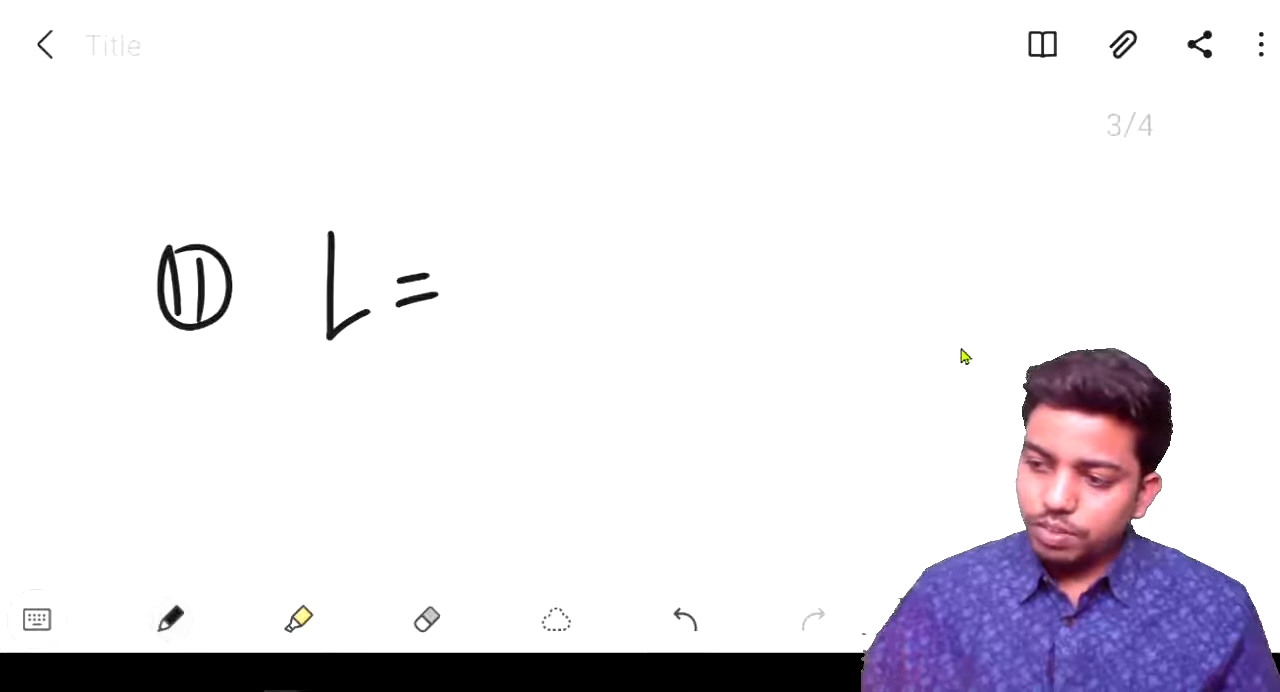 Title
3/4
⑪ L =